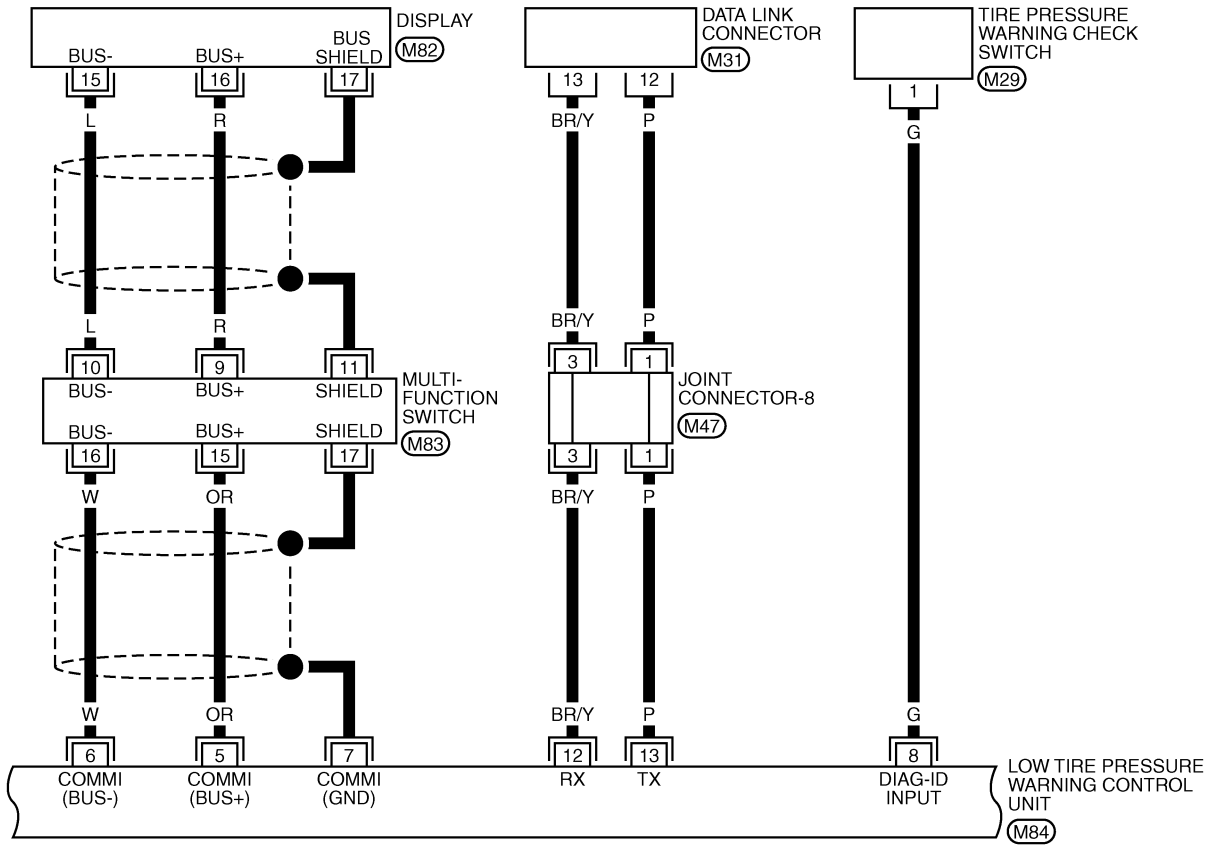 DISPLAY
M82
BUS-
BUS+
BUS
SHIELD
15
16
17
L
R
DATA LINK
CONNECTOR
M31
13
12
BR/Y
P
TIRE PRESSURE
WARNING CHECK
SWITCH
M29
1
G
L
R
10
9
11
BUS-
BUS+
SHIELD
MULTI-
FUNCTION
SWITCH
M83
BUS-
BUS+
SHIELD
16
15
17
W
OR
BR/Y
P
3
1
JOINT
CONNECTOR-8
M47
3
1
BR/Y
P
W
OR
BR/Y
P
G
6
5
7
12
13
8
COMMI
(BUS-)
COMMI
(BUS+)
COMMI
(GND)
RX
TX
DIAG-ID
INPUT
LOW TIRE PRESSURE
WARNING CONTROL
UNIT
M84